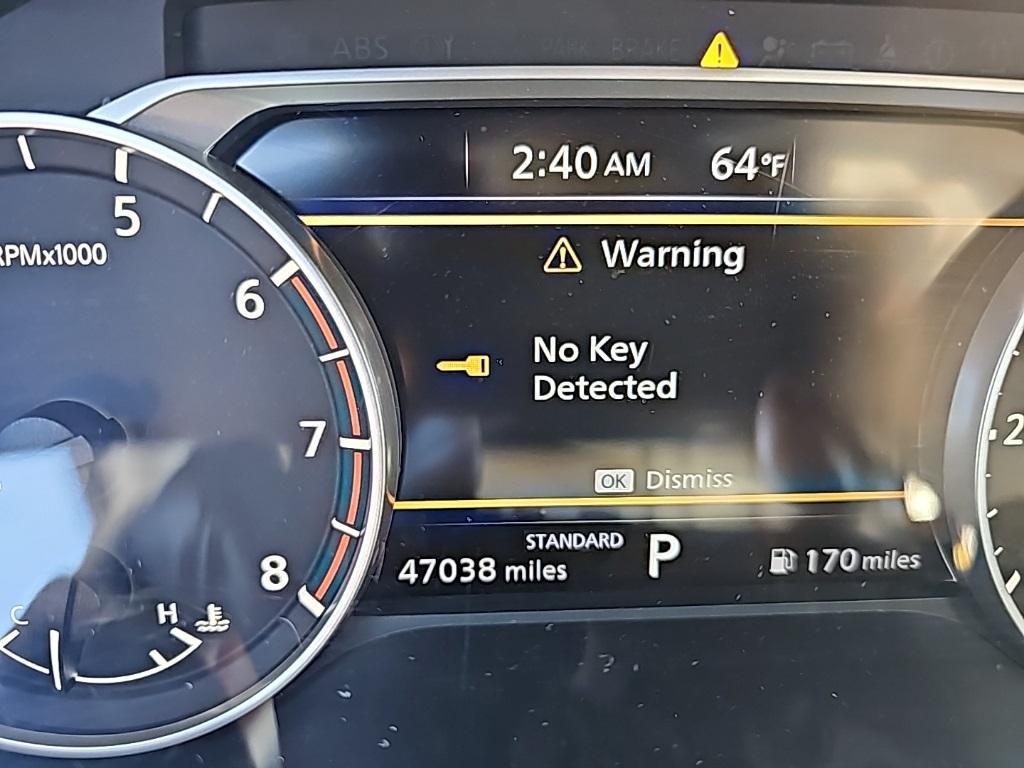 ABS
PARK BRAKE
2:40 AM 64°F
5
RPMx1000
Warning
6
No Key
Detected
7
2
OK Dismiss
STANDARD P
47038 miles 170 miles
8
C H